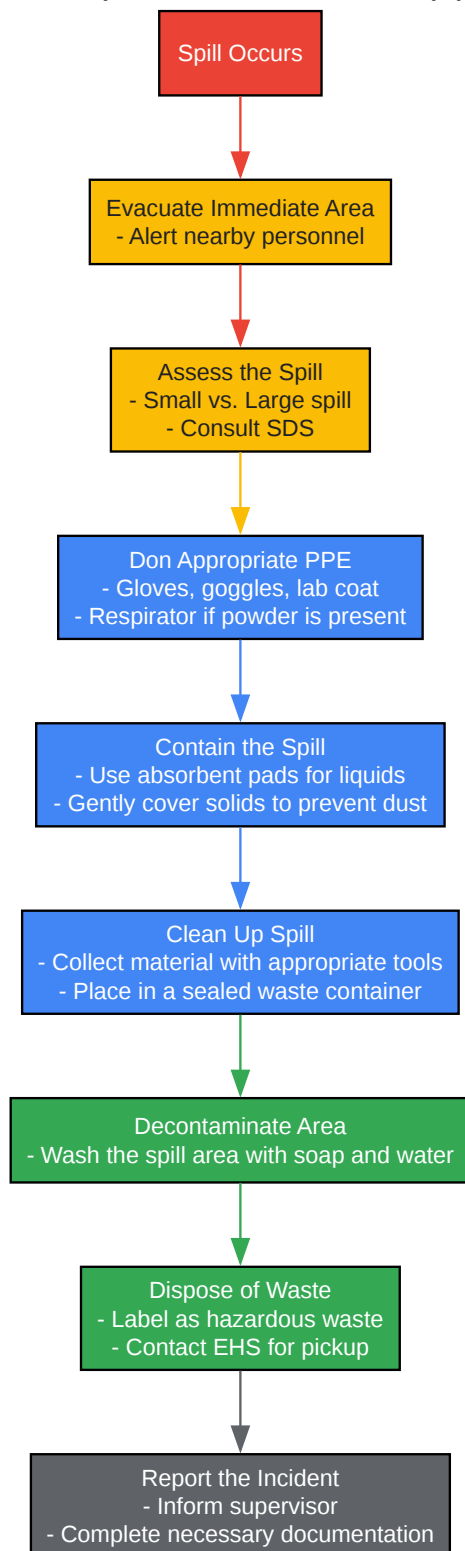 Spill Occurs
Evacuate Immediate Area
- Alert nearby personnel
Assess the Spill
- Small vs. Large spill
- Consult SDS
Don Appropriate PPE
- Gloves, goggles, lab coat
- Respirator if powder is present
Contain the Spill
- Use absorbent pads for liquids
- Gently cover solids to prevent dust
Clean Up Spill
- Collect material with appropriate tools
- Place in a sealed waste container
Decontaminate Area
- Wash the spill area with soap and water
Dispose of Waste
- Label as hazardous waste
- Contact EHS for pickup
Report the Incident
- Inform supervisor
- Complete necessary documentation